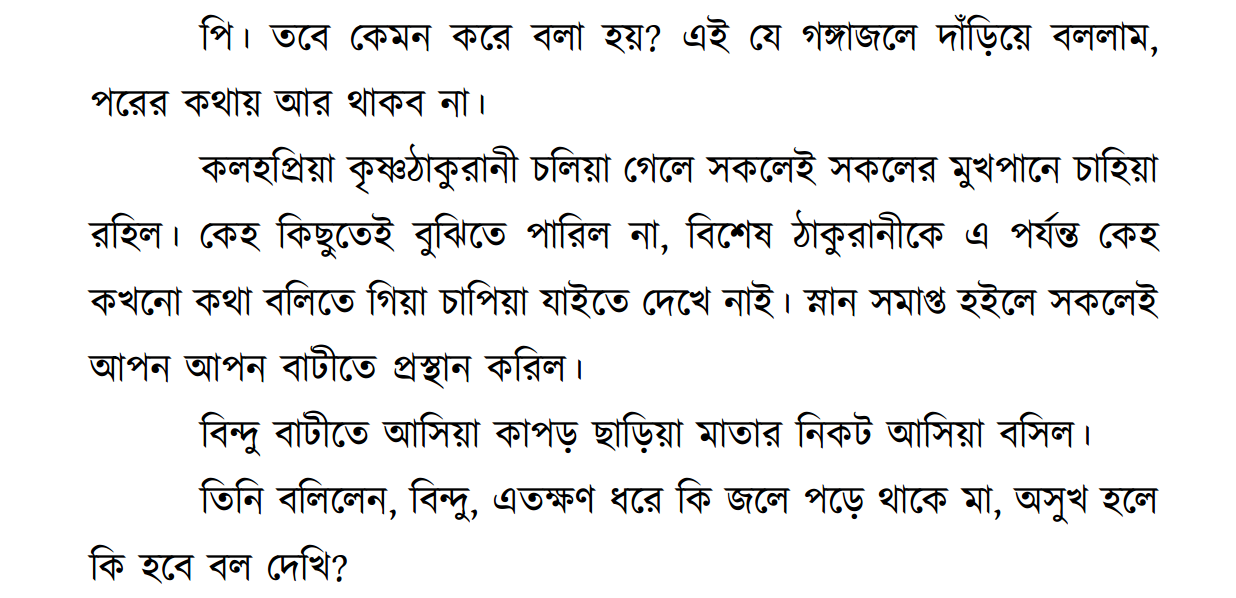 পি। তবে কেমন করে বলা হয়? এই যে গঙ্গাজলে দাঁড়িয়ে বললাম,
পরের কথায় আর থাকব না।
কলহপ্রিয়া কৃষ্ণঠাকুরানী চলিয়া গেলে সকলেই সকলের মুখপানে চাহিয়া
রহিল। কেহ কিছুতেই বুঝিতে পারিল না, বিশেষ ঠাকুরানীকে এ পর্যন্ত কেহ
কখনো কথা বলিতে গিয়া চাপিয়া যাইতে দেখে নাই। স্নান সমাপ্ত হইলে সকলেই
আপন আপন বাটীতে প্রস্থান করিল।
বিন্দু বাটীতে আসিয়া কাপড় ছাড়িয়া মাতার নিকট আসিয়া বসিল।
তিনি বলিলেন, বিন্দু, এতক্ষণ ধরে কি জলে পড়ে থাকে মা, অসুখ হলে
কি হবে বল দেখি?